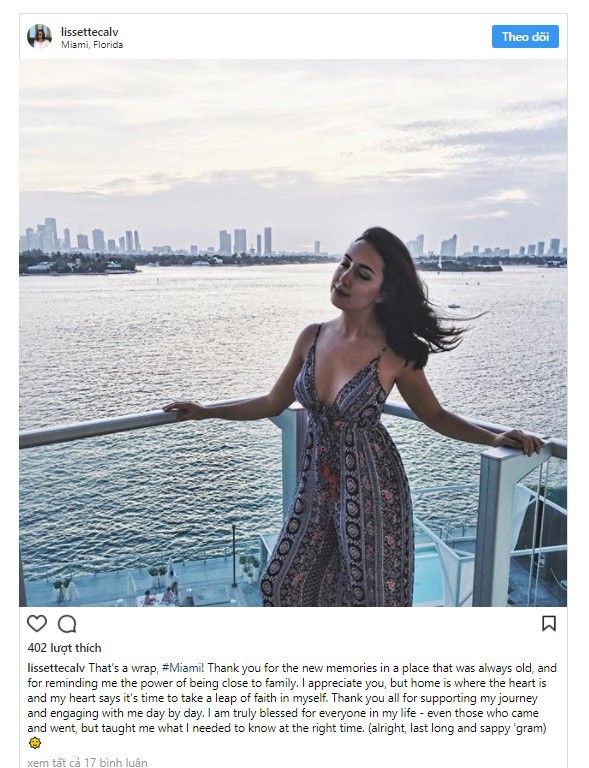 lissettecalv
Miami, Florida
Theo dõi
402 lượt thích
lissettecalv That's a wrap, #Miami! Thank you for the new memories in a place that was always old, and
for reminding me the power of being close to family. I appreciate you, but home is where the heart is
and my heart says it's time to take a leap of faith in myself. Thank you all for supporting my journey
and engaging with me day by day. I am truly blessed for everyone in my life - even those who came
and went, but taught me what I needed to know at the right time. (alright, last long and sappy 'gram)
xem tất cả 17 bình luận